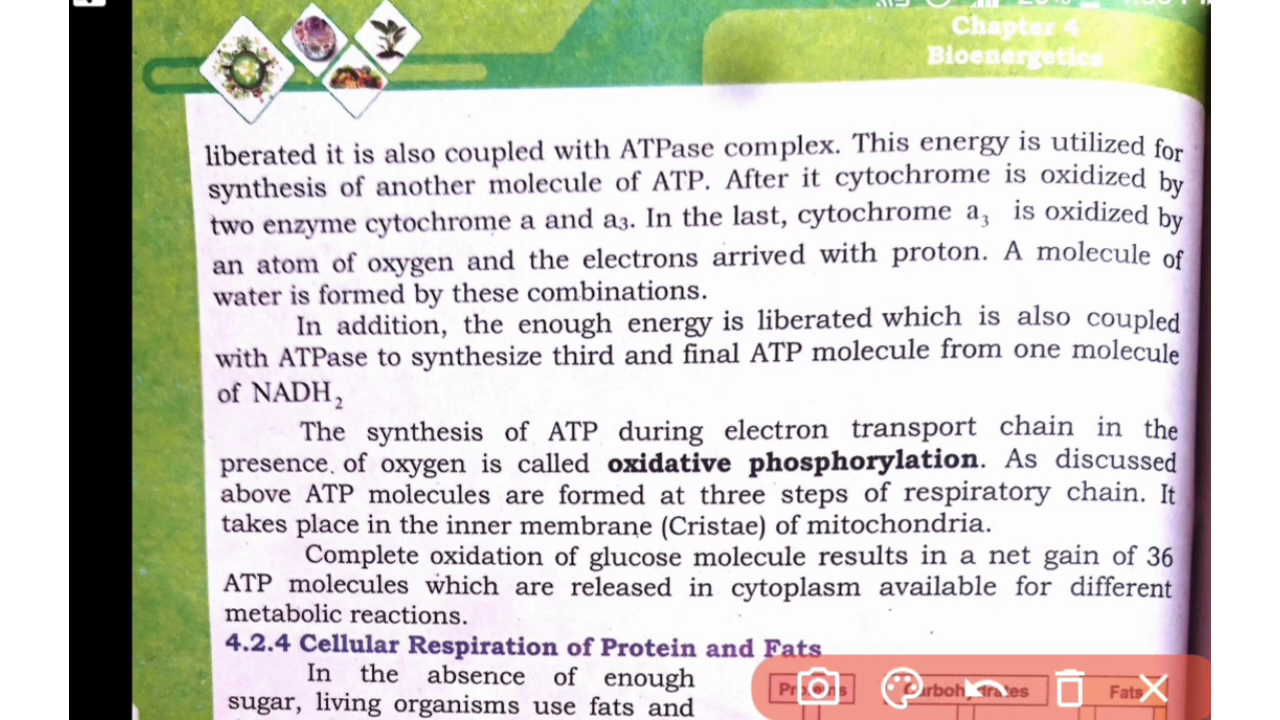 Chapter 4
Bioenergetics
liberated it is also coupled with ATPase complex. This energy is utilized for
synthesis of another molecule of ATP. After it cytochrome is oxidized by
two enzyme cytochrome a and a3. In the last, cytochrome a₃ is oxidized by
an atom of oxygen and the electrons arrived with proton. A molecule of
water is formed by these combinations.
In addition, the enough energy is liberated which is also coupled
with ATPase to synthesize third and final ATP molecule from one molecule
of NADH₂
The synthesis of ATP during electron transport chain in the
presence of oxygen is called oxidative phosphorylation. As discussed
above ATP molecules are formed at three steps of respiratory chain. It
takes place in the inner membrane (Cristae) of mitochondria.
Complete oxidation of glucose molecule results in a net gain of 36
ATP molecules which are released in cytoplasm available for different
metabolic reactions.
4.2.4 Cellular Respiration of Protein and Fats
In the absence of enough
sugar, living organisms use fats and
Fats